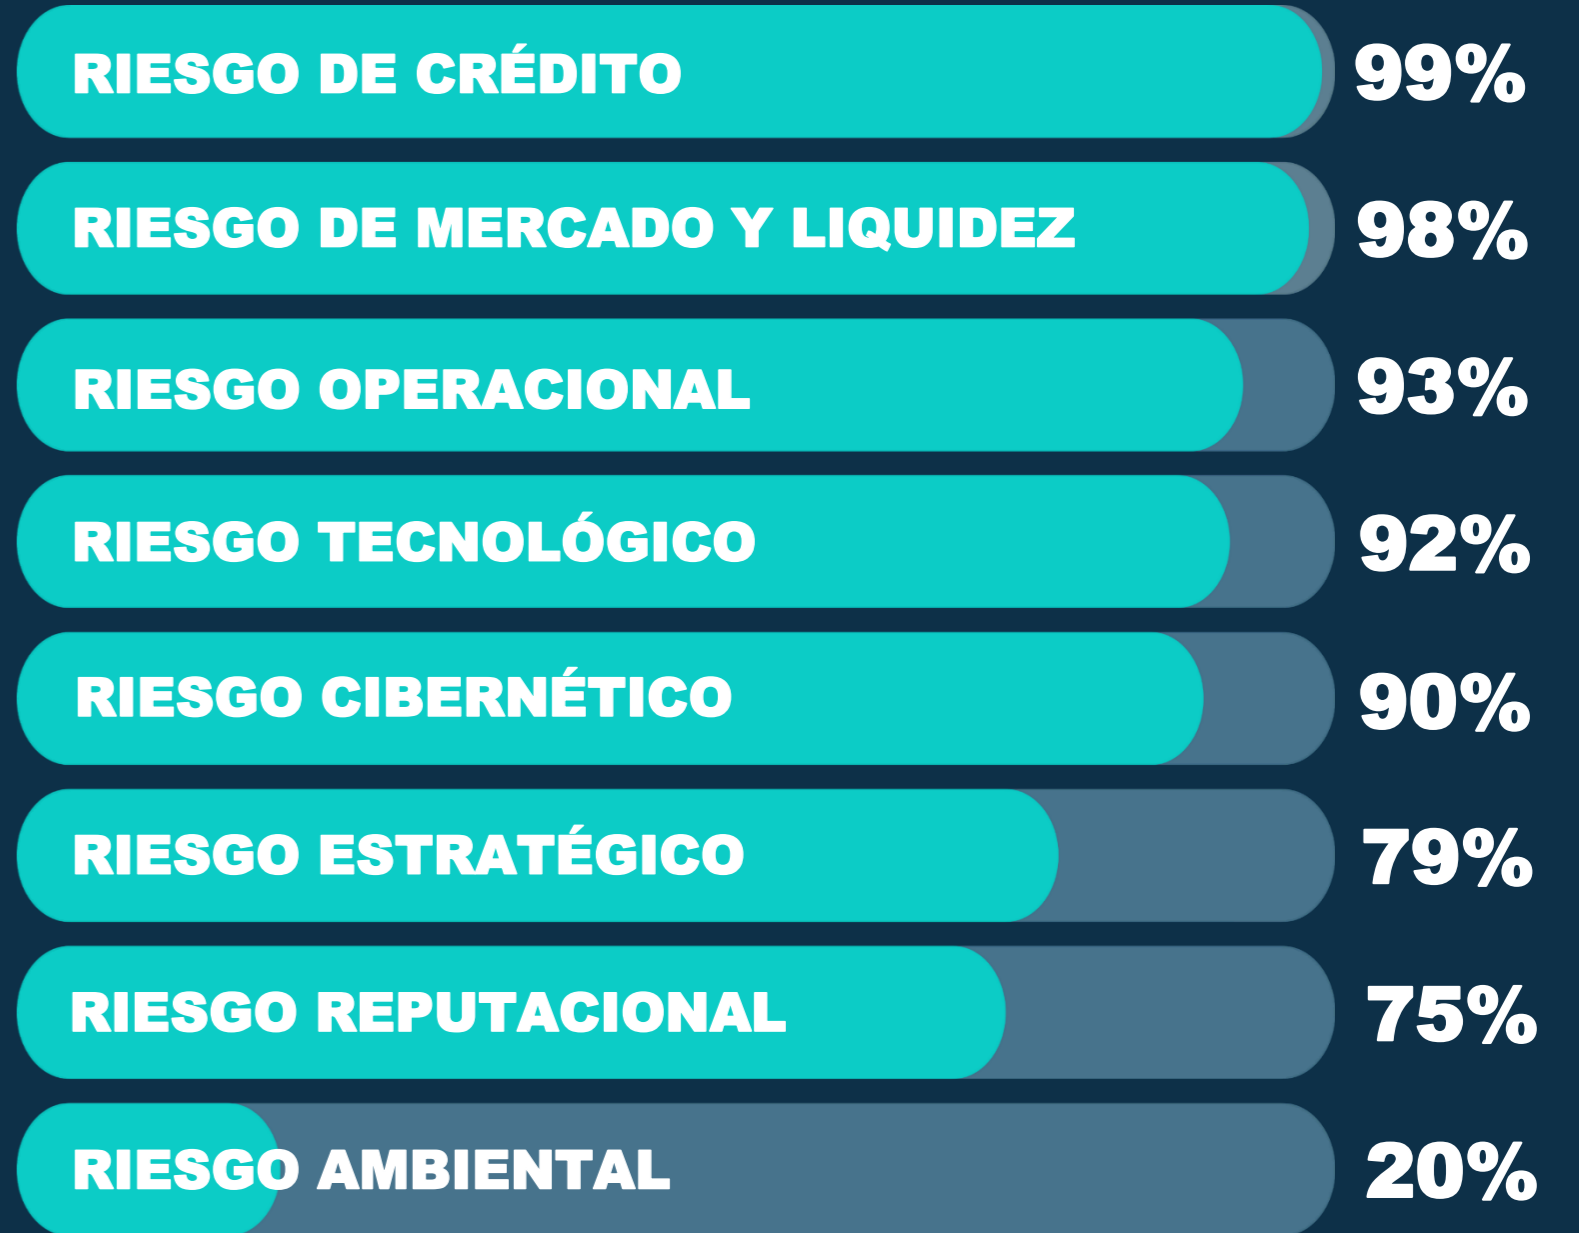 RIESGO DE CRÉDITO 99%
RIESGO DE MERCADO Y LIQUIDEZ 98%
RIESGO OPERACIONAL 93%
RIESGO TECNOLÓGICO 92%
RIESGO CIBERNÉTICO 90%
RIESGO ESTRATÉGICO 79%
RIESGO REPUTACIONAL 75%
RIESGO AMBIENTAL 20%